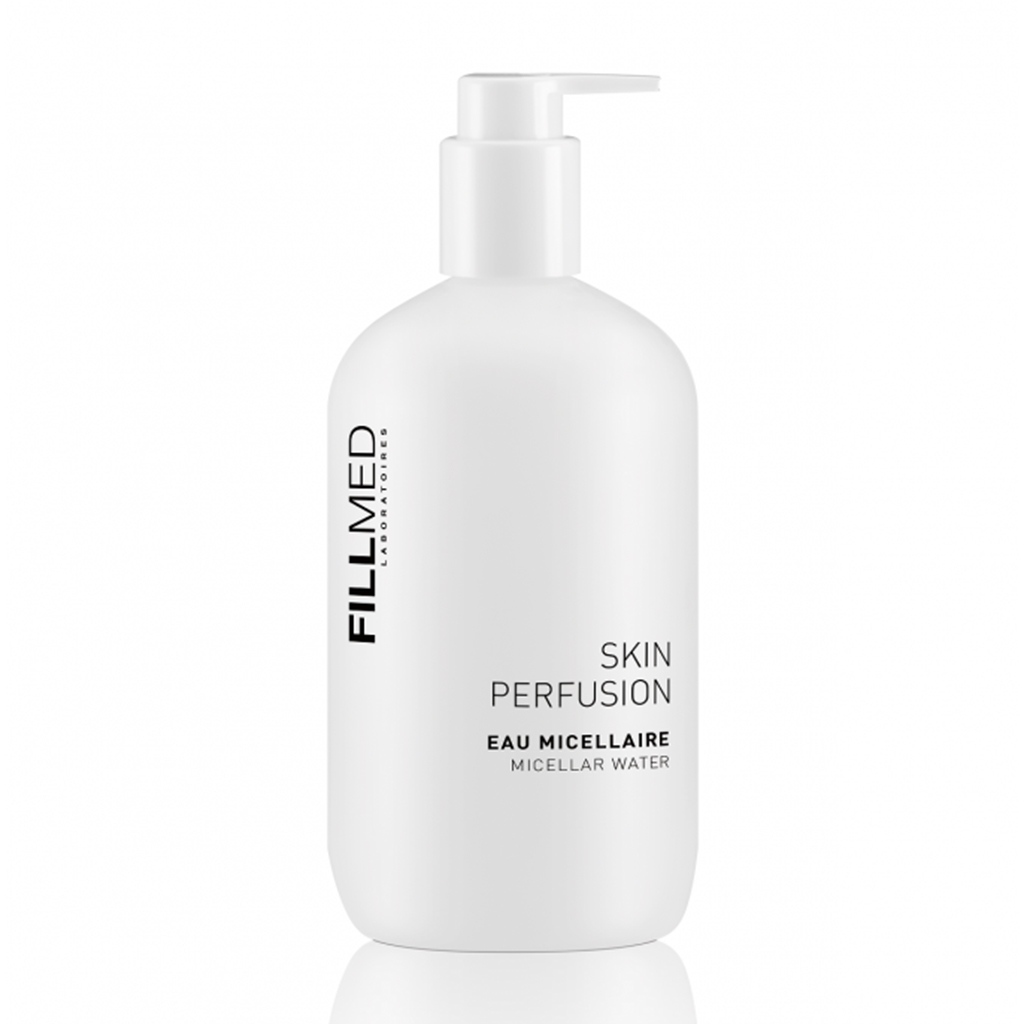 FILLMED
LABORATOIRES
SKIN
PERFUSION
EAU MICELLAIRE
MICELLAR WATER